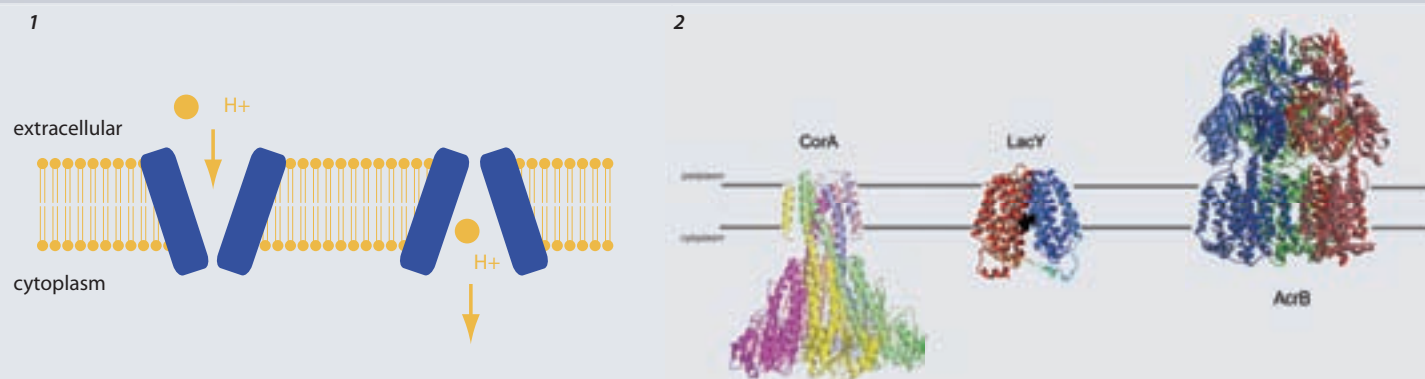 1
H+
extracellular
H+
cytoplasm
2
CorA
LacY
AcrB